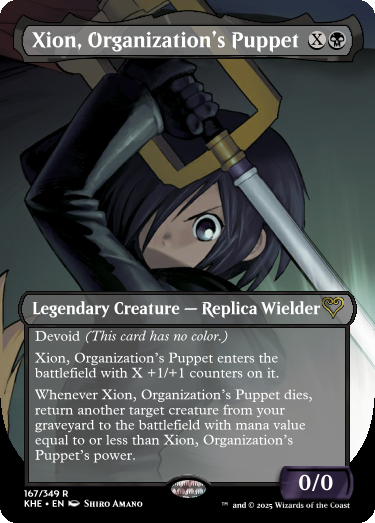 Xion, Organization's Puppet X
Legendary Creature — Replica Wielder
Devoid (This card has no color.)
Xion, Organization's Puppet enters the
battlefield with X +1/+1 counters on it.
Whenever Xion, Organization's Puppet dies,
return another target creature from your
graveyard to the battlefield with mana value
equal to or less than Xion, Organization's
Puppet's power.
0/0
167/349 R
KHE • EN Shiro Amano
™ and © 2025 Wizards of the Coast